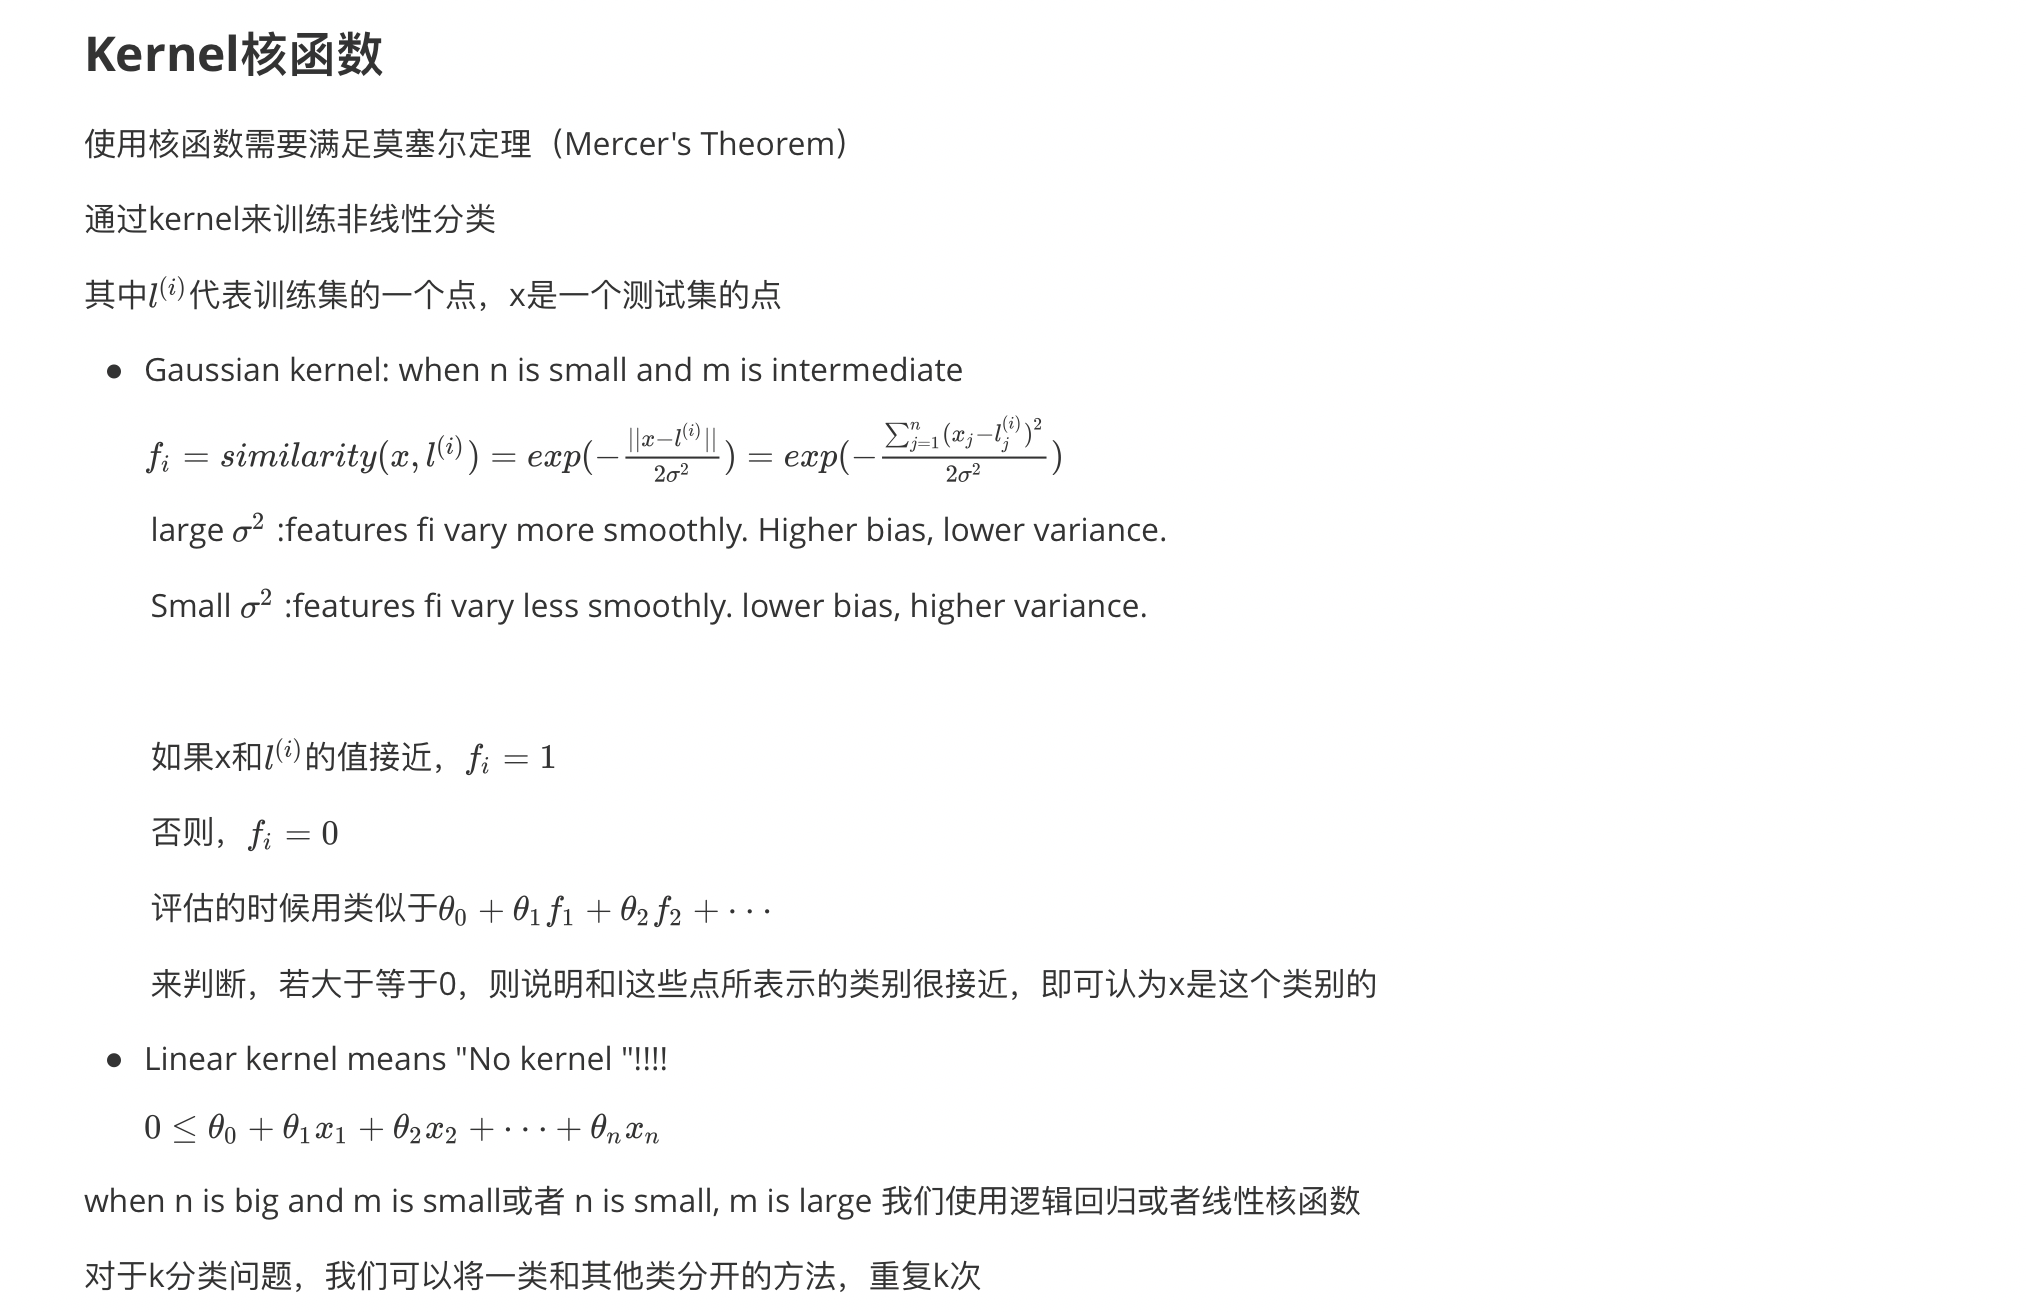 Kernel核函数
使用核函数需要满足莫塞尔定理（Mercer's Theorem）
通过kernel来训练非线性分类
其中$l^{(i)}$代表训练集的一个点，x是一个测试集的点
● Gaussian kernel: when n is small and m is intermediate
$f_i = similarity(x, l^{(i)}) = exp(-\frac{||x-l^{(i)}||}{2\sigma^2}) = exp(-\frac{\sum_{j=1}^{n}(x_j-l_j^{(i)})^2}{2\sigma^2})$
large $\sigma^2$ :features fi vary more smoothly. Higher bias, lower variance.
Small $\sigma^2$ :features fi vary less smoothly. lower bias, higher variance.
如果x和$l^{(i)}$的值接近，$f_i = 1$
否则，$f_i = 0$
评估的时候用类似于$\theta_0 + \theta_1 f_1 + \theta_2 f_2 + \cdots$
来判断，若大于等于0，则说明和l这些点所表示的类别很接近，即可认为x是这个类别的
● Linear kernel means "No kernel "!!!!
$0 \leq \theta_0 + \theta_1 x_1 + \theta_2 x_2 + \cdots + \theta_n x_n$
when n is big and m is small或者 n is small, m is large 我们使用逻辑回归或者线性核函数
对于k分类问题，我们可以将一类和其他类分开的方法，重复k次